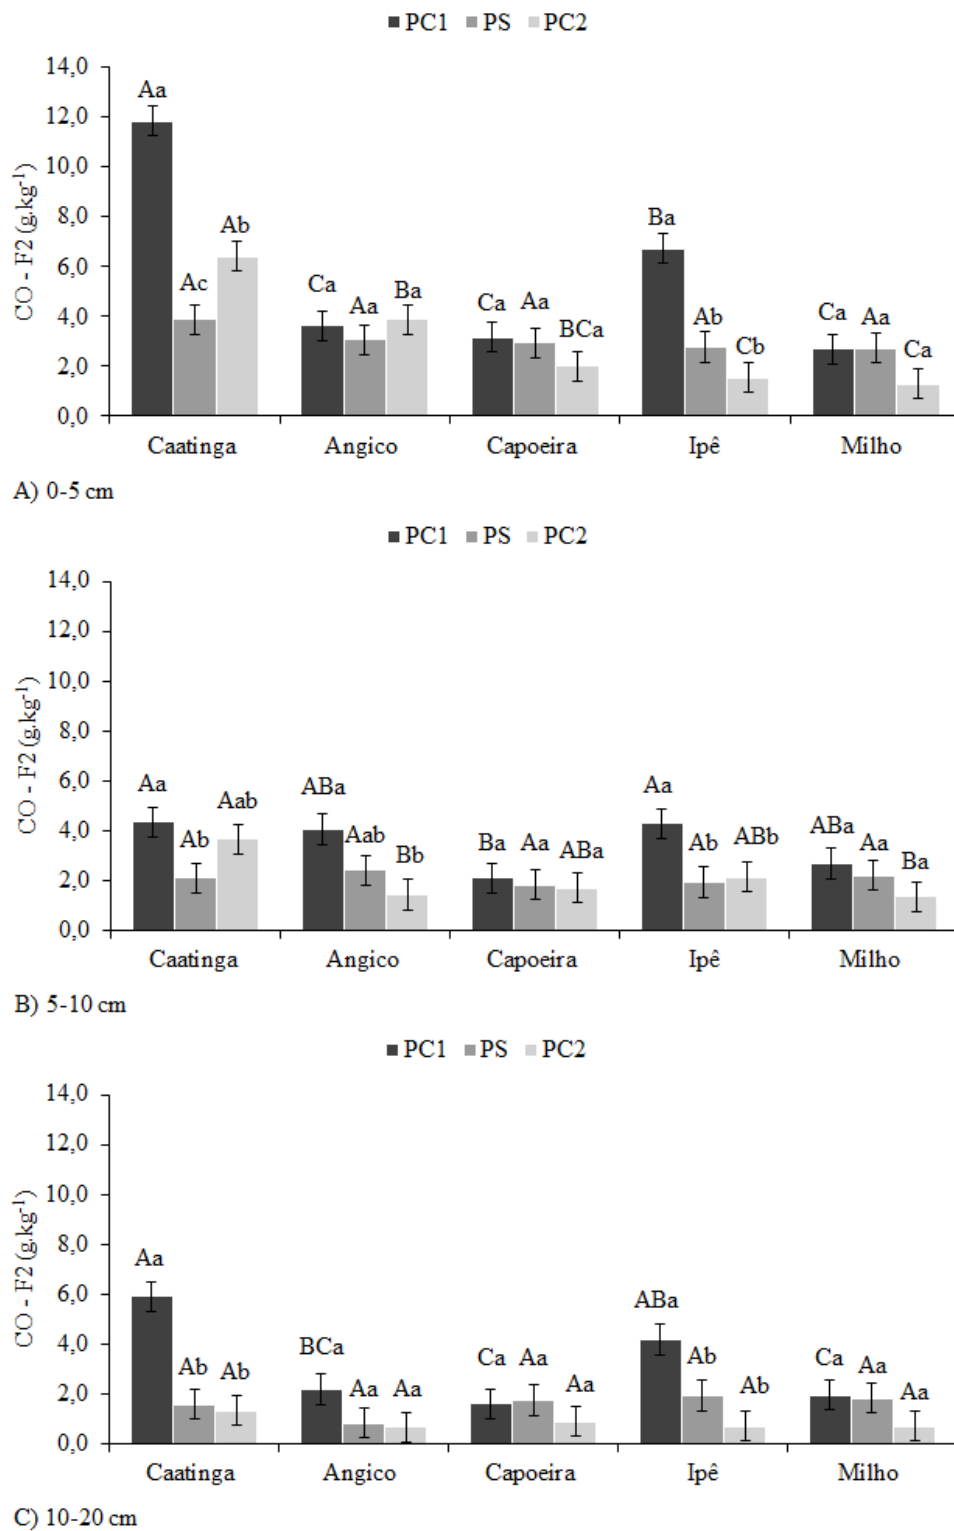 PC1 PS PC2
CO - F2 (g.kg⁻¹)
14,0
12,0
10,0
8,0
6,0
4,0
2,0
0,0
Aa Ac Ab
Ca Aa Ba
Ca Aa BCa
Ba Ab Cb
Ca Aa Ca
Caatinga Angico Capoeira Ipê Milho
A) 0-5 cm
PC1 PS PC2
CO - F2 (g.kg⁻¹)
14,0
12,0
10,0
8,0
6,0
4,0
2,0
0,0
Aa Ab Aab
ABa Aab Bb
Ba Aa ABa
Aa Ab ABb
ABa Aa Ba
Caatinga Angico Capoeira Ipê Milho
B) 5-10 cm
PC1 PS PC2
CO - F2 (g.kg⁻¹)
14,0
12,0
10,0
8,0
6,0
4,0
2,0
0,0
Aa Ab Ab
BCa Aa Aa
Ca Aa Aa
ABa Ab Ab
Ca Aa Aa
Caatinga Angico Capoeira Ipê Milho
C) 10-20 cm